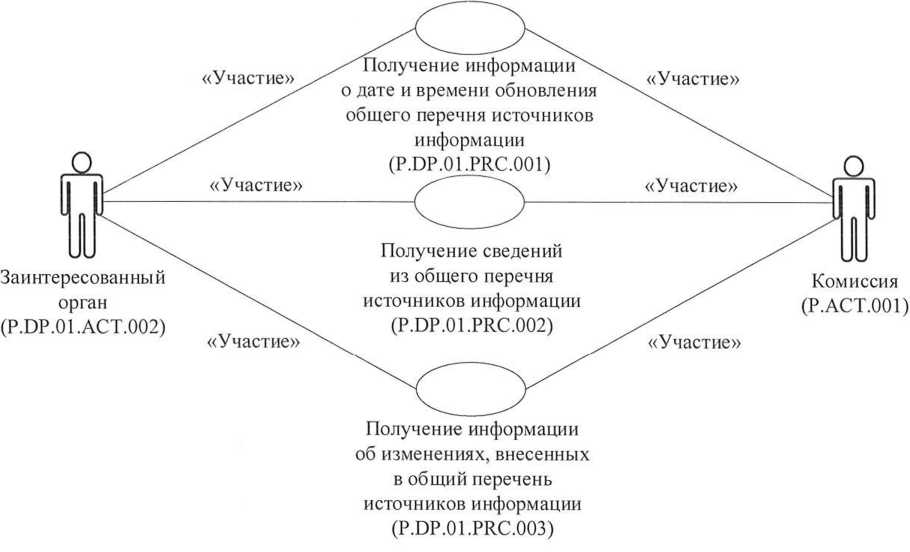 «Участие»
«Участие»
Получение информации
о дате и времени обновления
общего перечня источников
информации
(P.DP.01.PRC.001)
«Участие»
«Участие»
Заинтересованный
орган
(P.DP.01.ACT.002)
Получение сведений
из общего перечня
источников информации
(P.DP.01.PRC.002)
Комиссия
(P.ACT.001)
«Участие»
«Участие»
Получение информации
об изменениях, внесенных
в общий перечень
источников информации
(P.DP.01.PRC.003)